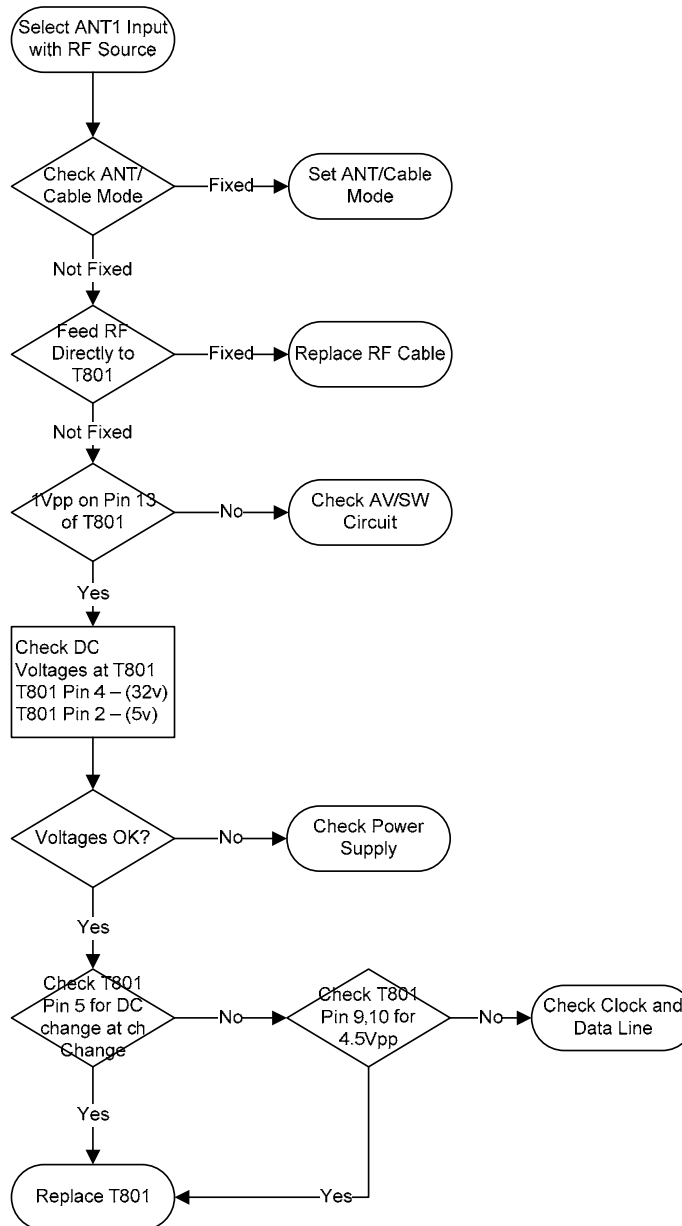 Select ANT1 Input
with RF Source
Check ANT/
Cable Mode
Fixed
Set ANT/Cable
Mode
Not Fixed
Feed RF
Directly to
T801
Fixed
Replace RF Cable
Not Fixed
1Vpp on Pin 13
of T801
No
Check AV/SW
Circuit
Yes
Check DC
Voltages at T801
T801 Pin 4 – (32v)
T801 Pin 2 – (5v)
Voltages OK?
No
Check Power
Supply
Yes
Check T801
Pin 5 for DC
change at ch
Change
No
Check T801
Pin 9,10 for
4.5Vpp
No
Check Clock and
Data Line
Yes
Replace T801
Yes